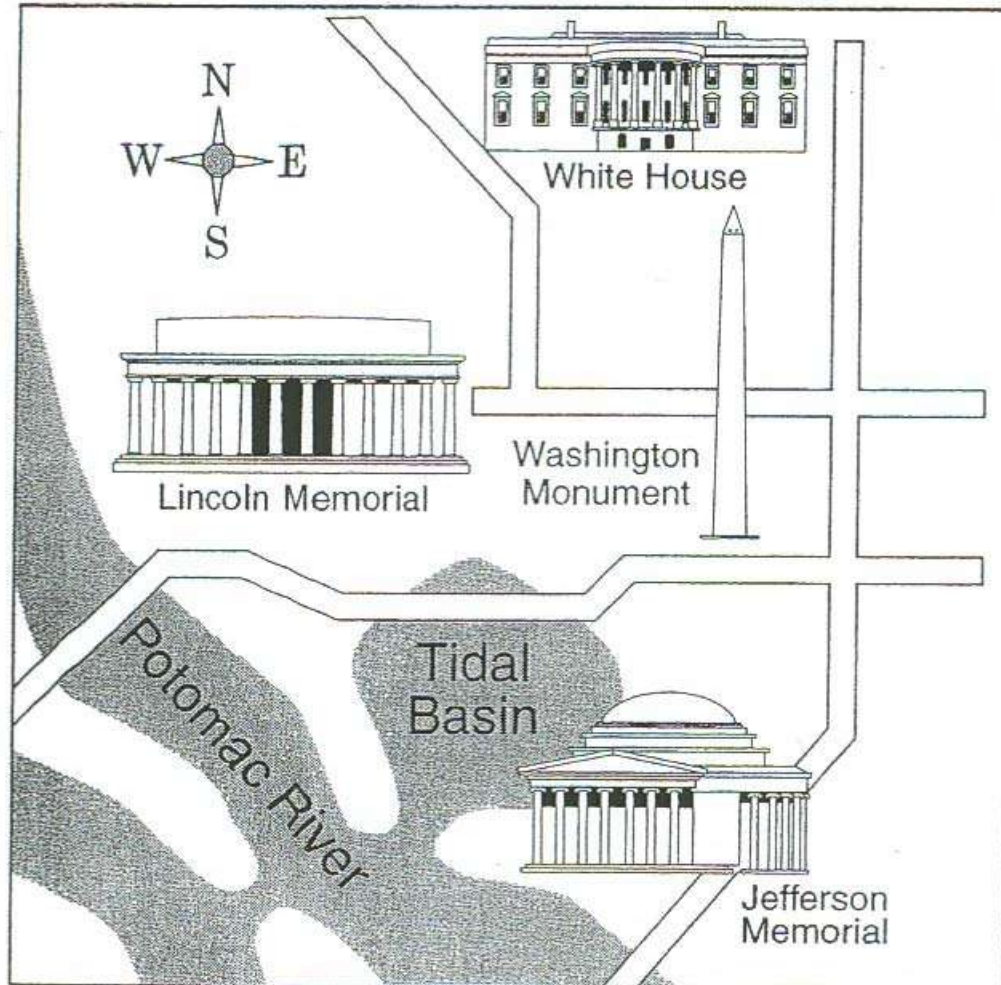 N
W E
S
White House
Washington
Monument
Lincoln Memorial
Tidal
Basin
Potomac River
Jefferson
Memorial